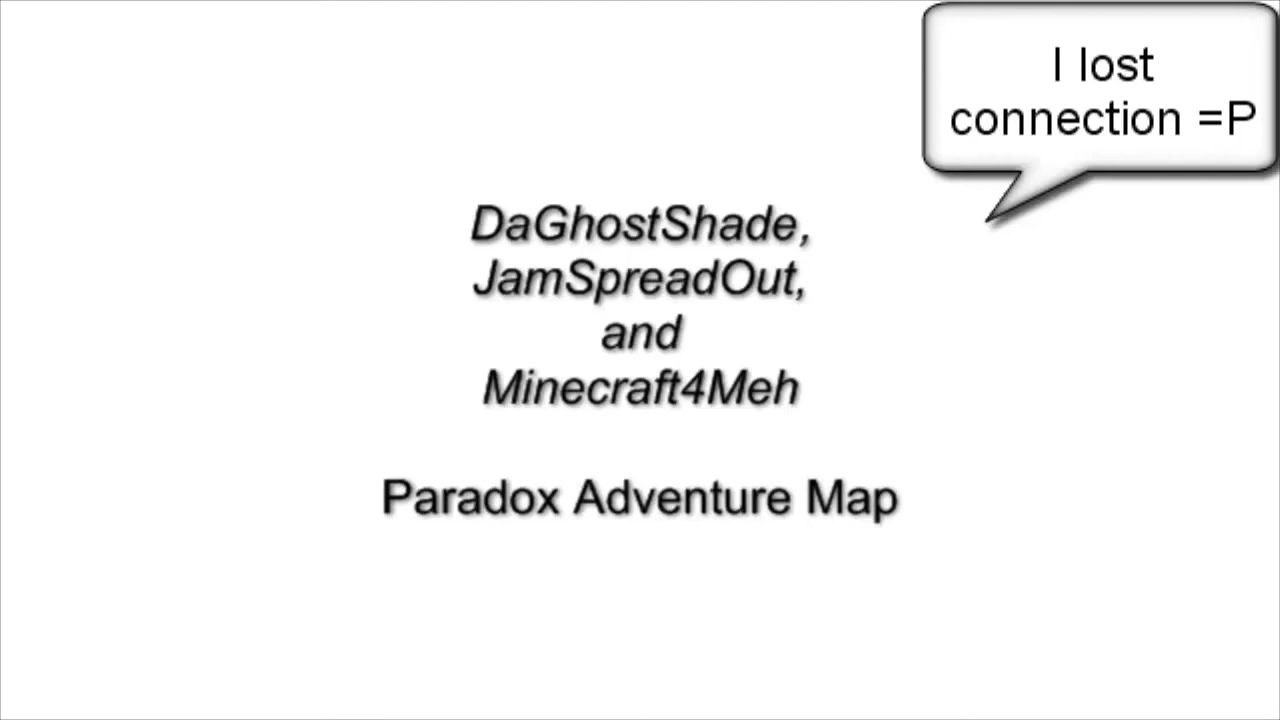 I lost
connection =P
DaGhostShade,
JamSpreadOut,
and
Minecraft4Meh
Paradox Adventure Map